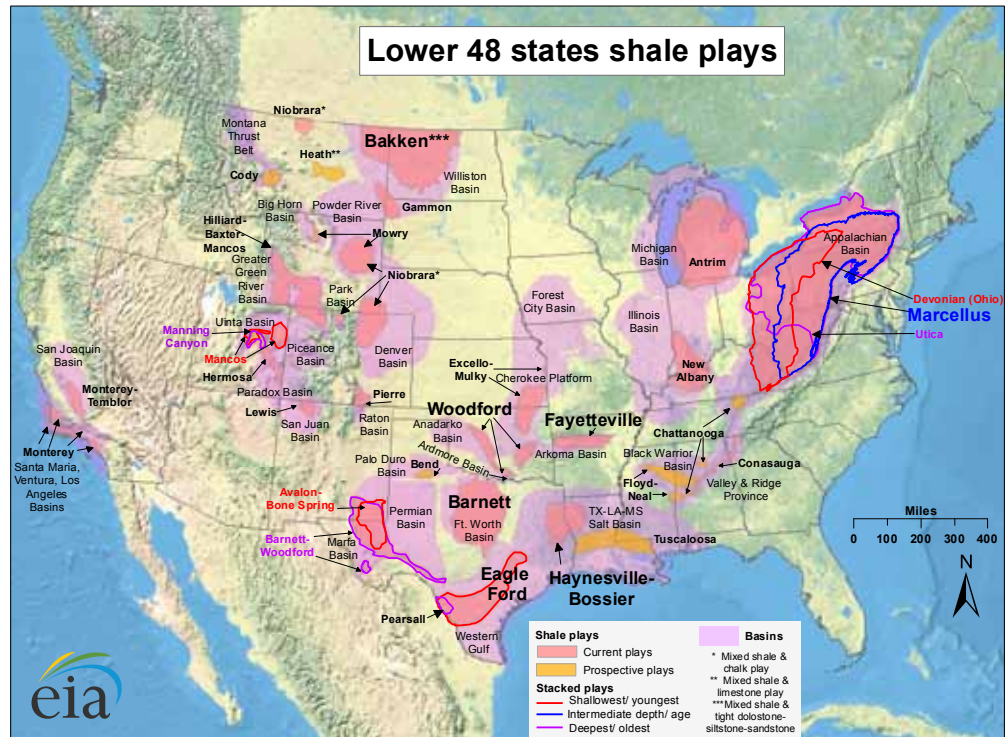 Lower 48 states shale plays
Niobrara*
Montana
Thrust
Belt
Bakken***
Heath**
Cody
Williston
Basin
Big Horn
Basin
Powder River
Basin
Gammon
Hilliard-
Baxter-
Mancos
Mowry
Greater
Green
River
Basin
Niobrara*
Park
Basin
Michigan
Basin
Antrim
Appalachian
Basin
Devonian (Ohio)
Marcellus
Utica
Forest
City Basin
Illinois
Basin
Uinta Basin
Manning
Canyon
Mancos
Piceance
Basin
Denver
Basin
Hermosa
San Joaquin
Basin
Monterey-
Temblor
Paradox Basin
Lewis
San Juan
Basin
Pierre
Raton
Basin
Excello-
Mulky
Cherokee Platform
New
Albany
Woodford
Fayetteville
Anadarko
Basin
Ardmore Basin
Arkoma Basin
Chattanooga
Black Warrior
Basin
Conasauga
Valley & Ridge
Province
Floyd-
Neal
Monterey
Santa Maria,
Ventura, Los
Angeles
Basins
Palo Duro
Basin
Bend
Avalon-
Bone Spring
Permian
Basin
Barnett
Ft. Worth
Basin
TX-LA-MS
Salt Basin
Tuscaloosa
Barnett-
Woodford
Marfa
Basin
Eagle
Ford
Haynesville-
Bossier
Pearsall
Western
Gulf
Miles
0 100 200 300 400
N
eia
Shale plays
Current plays
Prospective plays
Stacked plays
Shallowest/ youngest
Intermediate depth/ age
Deepest/ oldest
Basins
* Mixed shale &
chalk play
** Mixed shale &
limestone play
***Mixed shale &
tight dolostone-
siltstone-sandstone